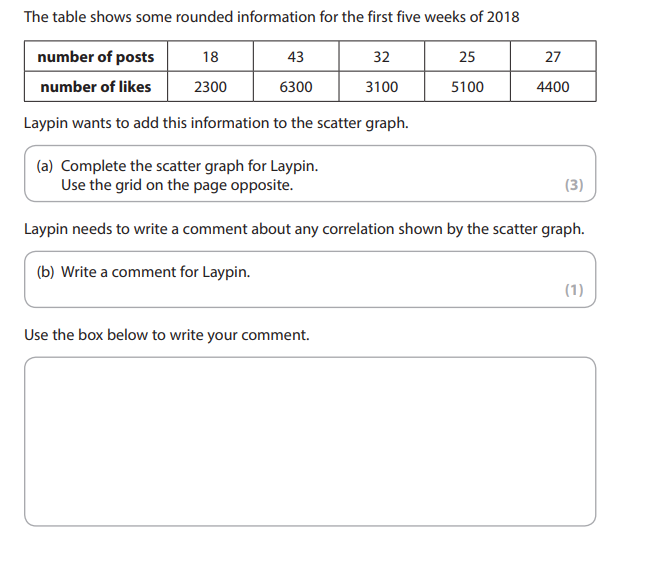 The table shows some rounded information for the first five weeks of 2018
number of posts 18 43 32 25 27
number of likes 2300 6300 3100 5100 4400
Laypin wants to add this information to the scatter graph.
(a) Complete the scatter graph for Laypin.
Use the grid on the page opposite.
(3)
Laypin needs to write a comment about any correlation shown by the scatter graph.
(b) Write a comment for Laypin.
(1)
Use the box below to write your comment.